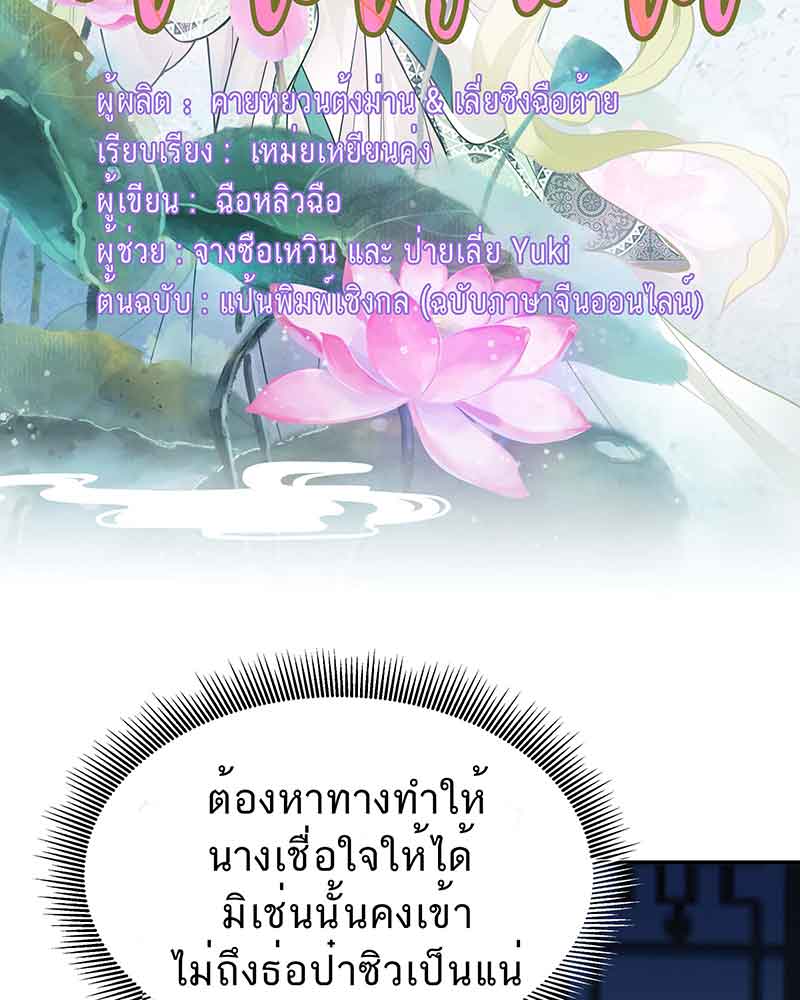 ผู้ผลิต : คายหยวนต้งม่าน & เลี่ยชิงฉือต้าย
เรียบเรียง : เหม่ยเหยียนค่ง
ผู้เขียน : ฉือหลิวฉือ
ผู้ช่วย : จางซือเหวิน และ ป่ายเลี่ย Yuki
ต้นฉบับ : แป้นพิมพ์เชิงกล (ฉบับภาษาจีนออนไลน์)
ต้องหาทางทำให้
นางเชื่อใจให้ได้
มิเช่นนั้นคงเข้า
ไม่ถึงธ่อป๋าซิวเป็นแน่